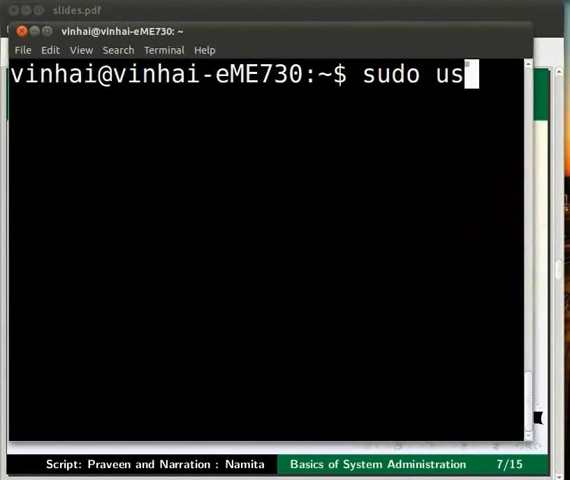 slides.pdf
vinhai@vinhai-eME730: ~
File Edit View Search Terminal Help
vinhai@vinhai-eME730:~$ sudo us
Script: Praveen and Narration : Namita Basics of System Administration 7/15